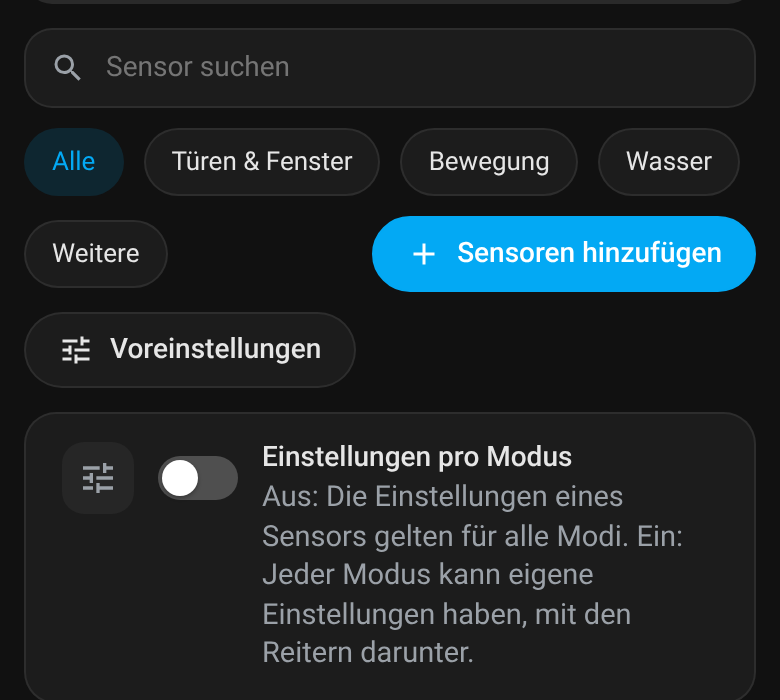 Sensor suchen
Alle
Türen & Fenster
Bewegung
Wasser
Weitere
Sensoren hinzufügen
Voreinstellungen
Einstellungen pro Modus
Aus: Die Einstellungen eines
Sensors gelten für alle Modi. Ein:
Jeder Modus kann eigene
Einstellungen haben, mit den
Reitern darunter.